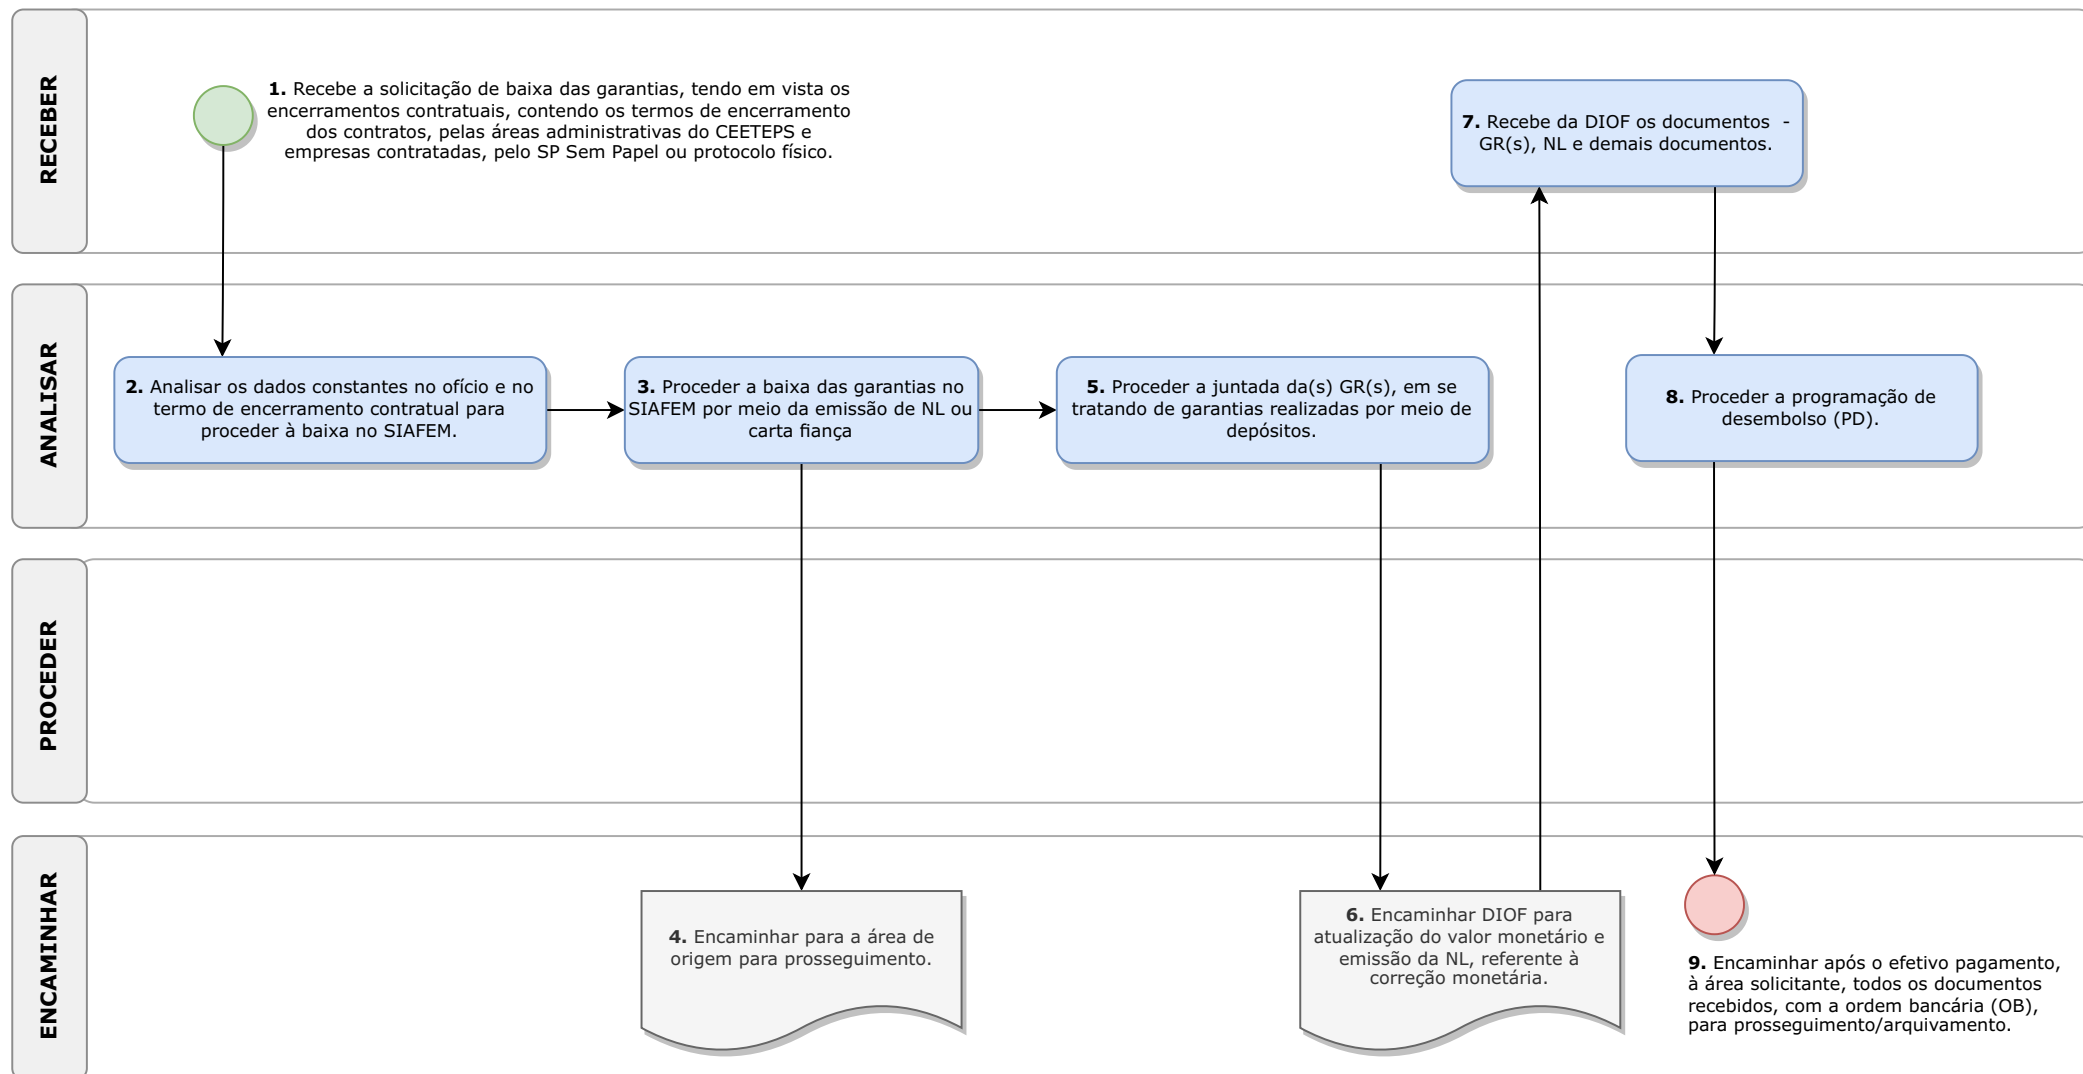 RECEBER
1. Recebe a solicitação de baixa das garantias, tendo em vista os
encerramentos contratuais, contendo os termos de encerramento
dos contratos, pelas áreas administrativas do CEETEPS e
empresas contratadas, pelo SP Sem Papel ou protocolo físico.
7. Recebe da DIOF os documentos -
GR(s), NL e demais documentos.
ANALISAR
2. Analisar os dados constantes no ofício e no
termo de encerramento contratual para
proceder à baixa no SIAFEM.
3. Proceder a baixa das garantias no
SIAFEM por meio da emissão de NL ou
carta fiança
5. Proceder a juntada da(s) GR(s), em se
tratando de garantias realizadas por meio de
depósitos.
8. Proceder a programação de
desembolso (PD).
PROCEDER
ENCAMINHAR
4. Encaminhar para a área de
origem para prosseguimento.
6. Encaminhar DIOF para
atualização do valor monetário e
emissão da NL, referente à
correção monetária.
9. Encaminhar após o efetivo pagamento,
à área solicitante, todos os documentos
recebidos, com a ordem bancária (OB),
para prosseguimento/arquivamento.